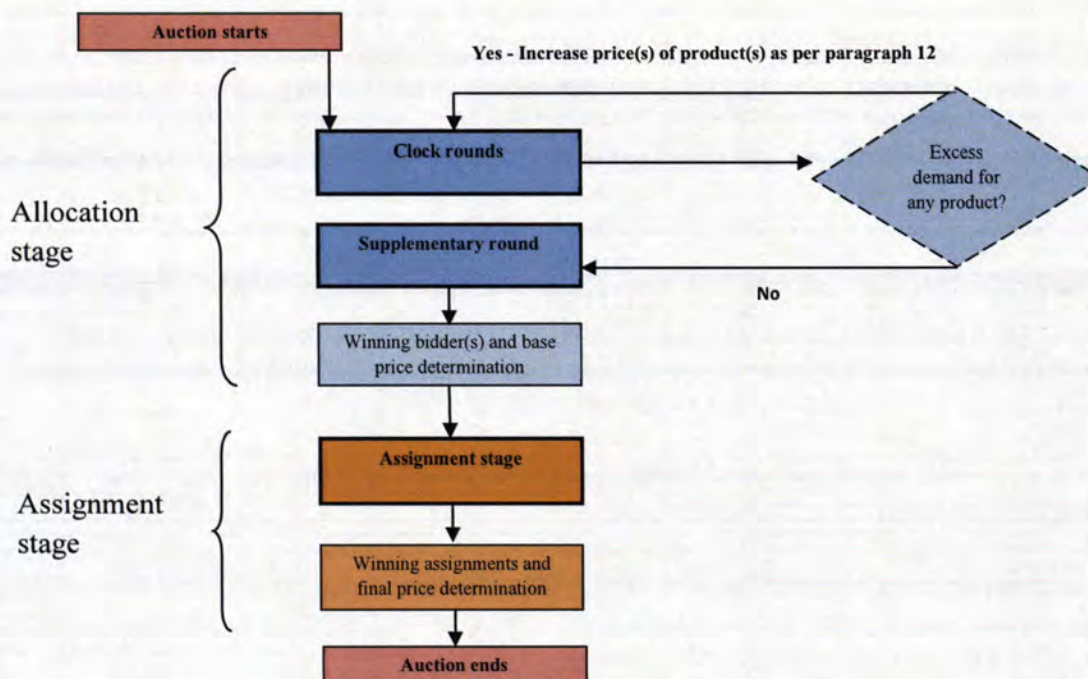 Auction starts
Yes - Increase price(s) of product(s) as per paragraph 12
Clock rounds
Excess
demand for
any product?
Allocation
stage
Supplementary round
No
Winning bidder(s) and base
price determination
Assignment stage
Assignment
stage
Winning assignments and
final price determination
Auction ends